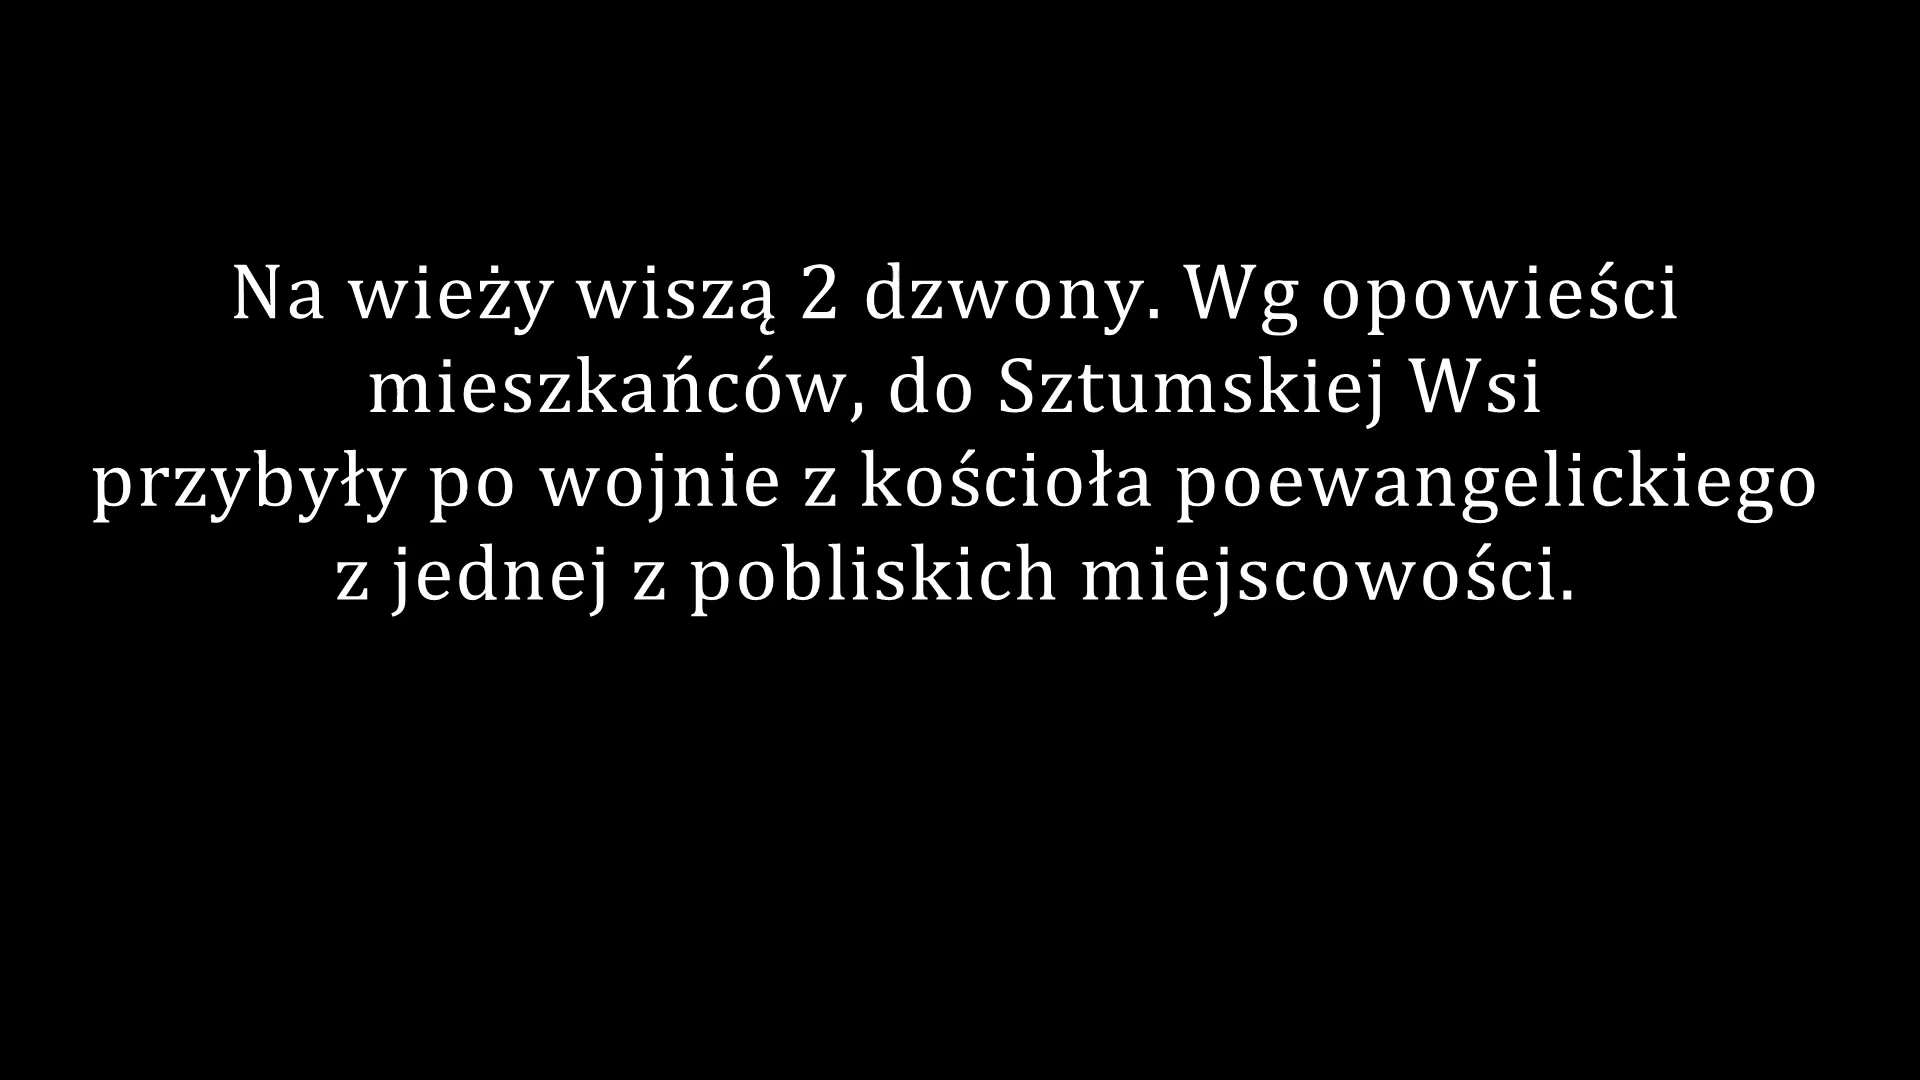 Na wieży wiszą 2 dzwony. Wg opowieści
mieszkańców, do Sztumskiej Wsi
przybyły po wojnie z kościoła poewangelickiego
z jednej z pobliskich miejscowości.